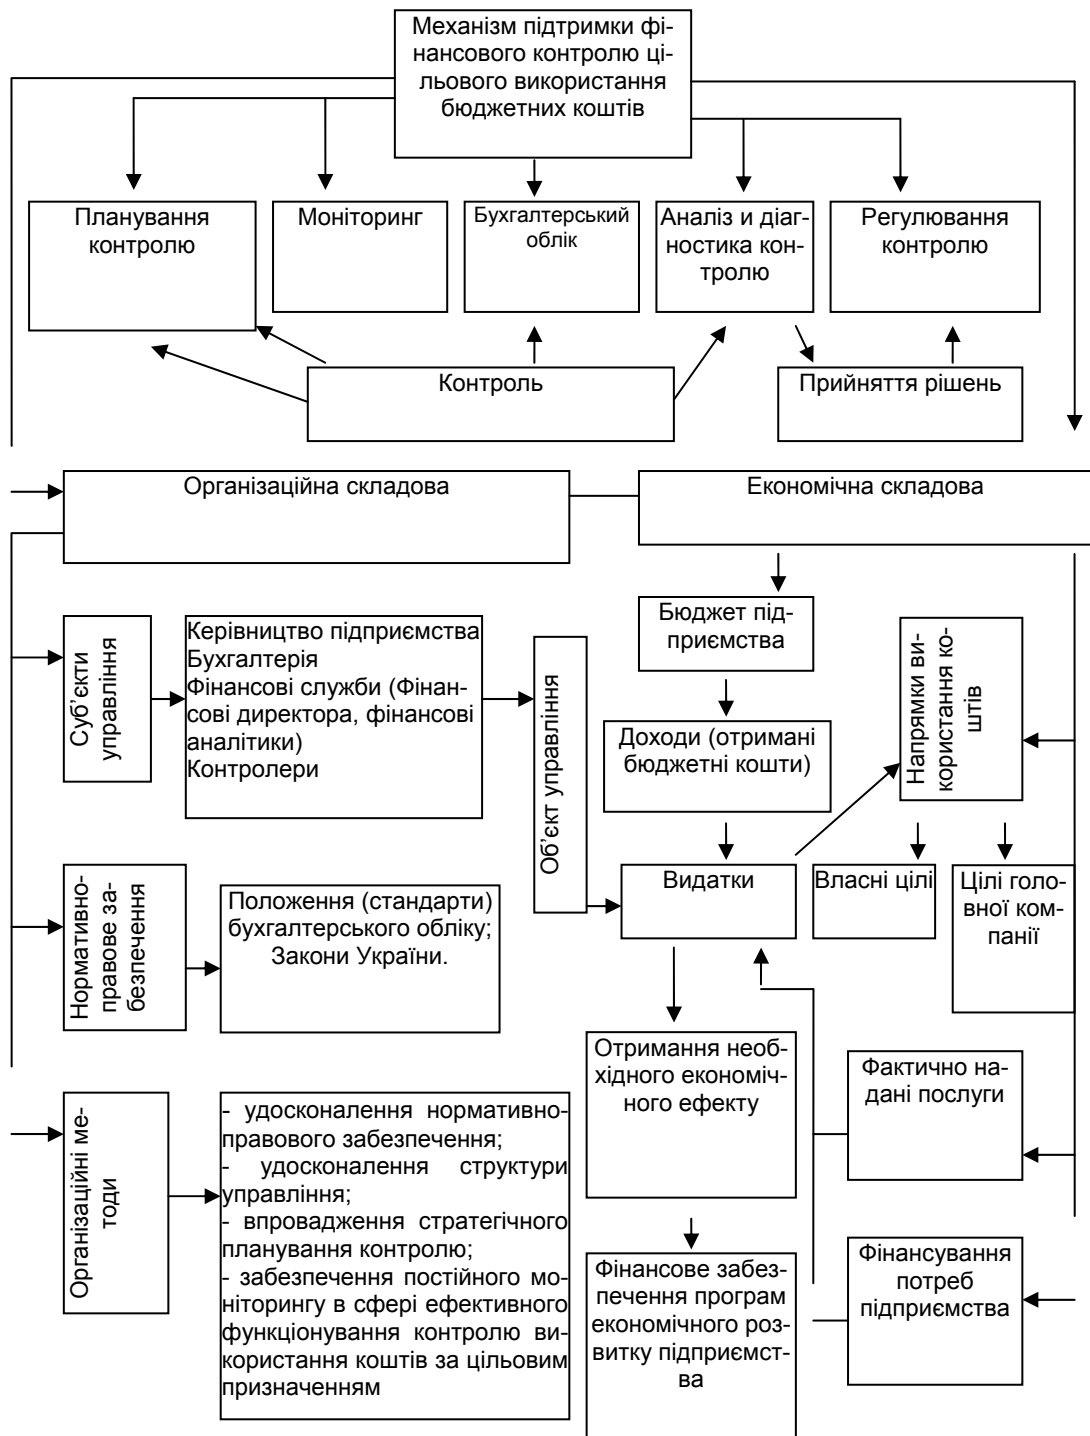 Механізм підтримки фі-
нансового контролю ці-
льового використання
бюджетних коштів
Планування
контролю
Моніторинг
Бухгалтерський
облік
Аналіз и діаг-
ностика кон-
тролю
Регулювання
контролю
Контроль
Прийняття рішень
Організаційна складова
Економічна складова
Суб’єкти
управління
Керівництво підприємства
Бухгалтерія
Фінансові служби (Фінан-
сові директора, фінансові
аналітики)
Контролери
Об’єкт управління
Бюджет під-
приємства
Доходи (отримані
бюджетні кошти)
Напрямки ви-
користання ко-
штів
Видатки
Власні цілі
Цілі голо-
вної ком-
панії
Нормативно-
правове за-
безпечення
Положення (стандарти)
бухгалтерського обліку;
Закони України.
Отримання необ-
хідного економіч-
ного ефекту
Фактично на-
дані послуги
Організаційні ме-
тоди
- удосконалення нормативно-
правового забезпечення;
- удосконалення структури
управління;
- впровадження стратегічного
планування контролю;
- забезпечення постійного мо-
ніторингу в сфері ефективного
функціонування контролю ви-
користання коштів за цільовим
призначенням
Фінансове забез-
печення програм
економічного роз-
витку підприємст-
ва
Фінансування
потреб
підприємства